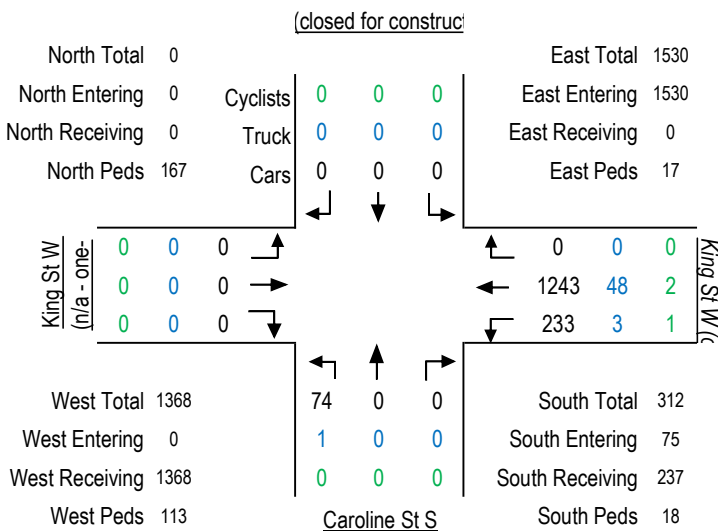 (closed for construct
North Total 0
North Entering 0
North Receiving 0
North Peds 167
Cyclists 0 0 0
Truck 0 0 0
Cars 0 0 0
East Total 1530
East Entering 1530
East Receiving 0
East Peds 17
King St W
(n/a - one-
0 0 0
0 0 0
0 0 0
0 0 0
1243 48 2
233 3 1
King St W (
West Total 1368
West Entering 0
West Receiving 1368
West Peds 113
74 0 0
1 0 0
0 0 0
Caroline St S
South Total 312
South Entering 75
South Receiving 237
South Peds 18